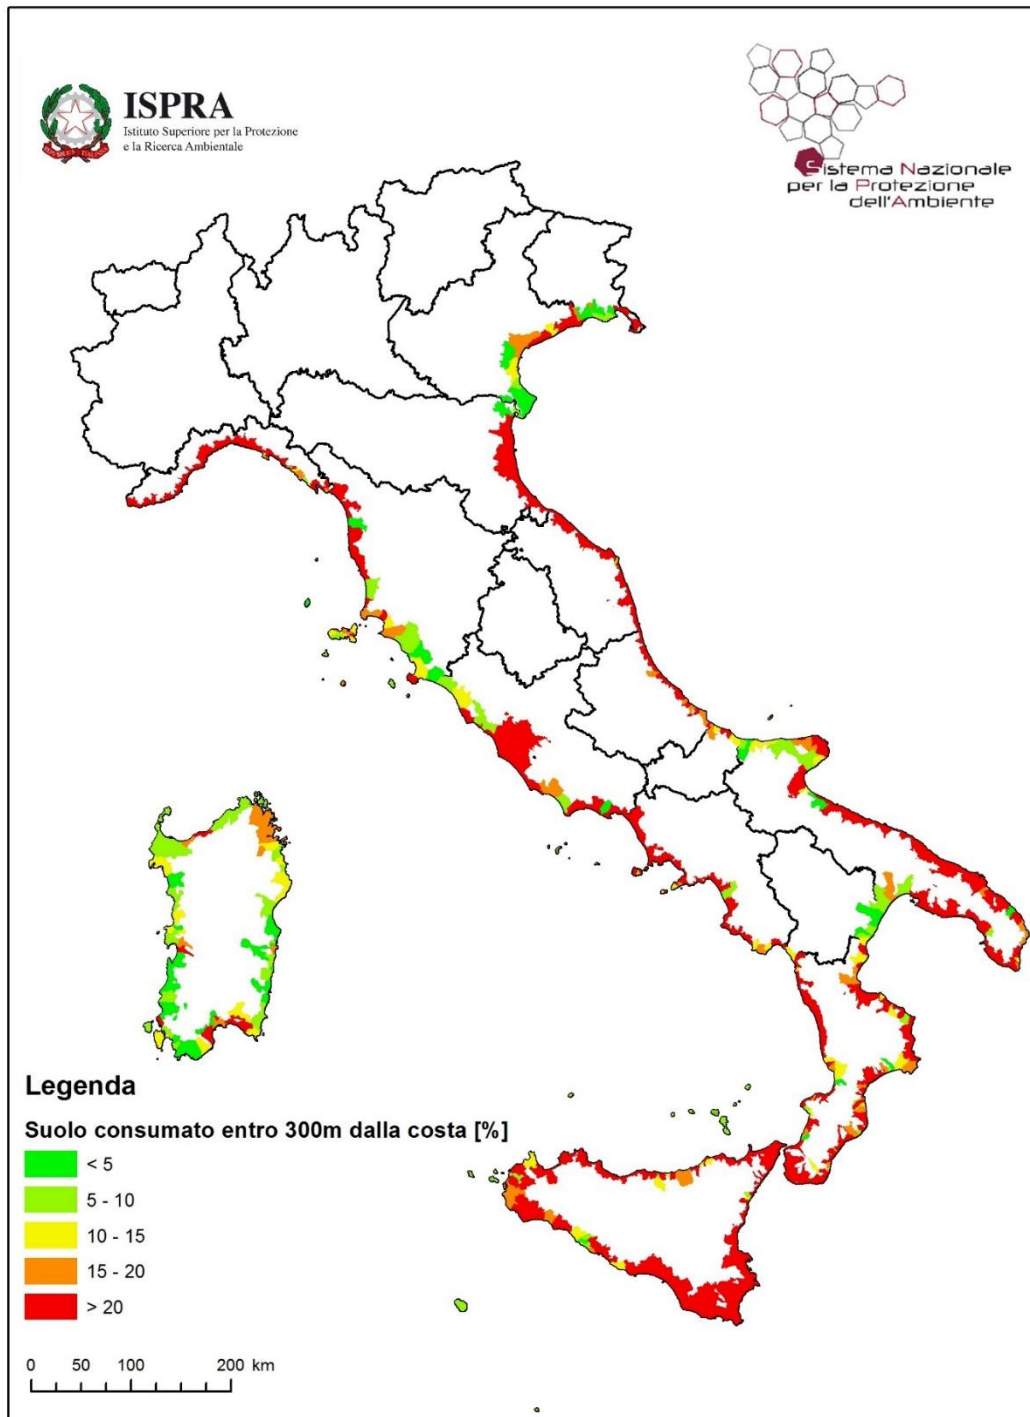 ISPRA
Istituto Superiore per la Protezione
e la Ricerca Ambientale
Sistema Nazionale
per la Protezione
dell'Ambiente
Legenda
Suolo consumato entro 300m dalla costa [%]
< 5
5 - 10
10 - 15
15 - 20
> 20
0 50 100 200 km